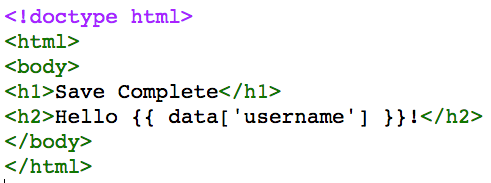 <!doctype html>
<html>
<body>
<h1>Save Complete</h1>
<h2>Hello {{ data['username'] }}!</h2>
</body>
</html>